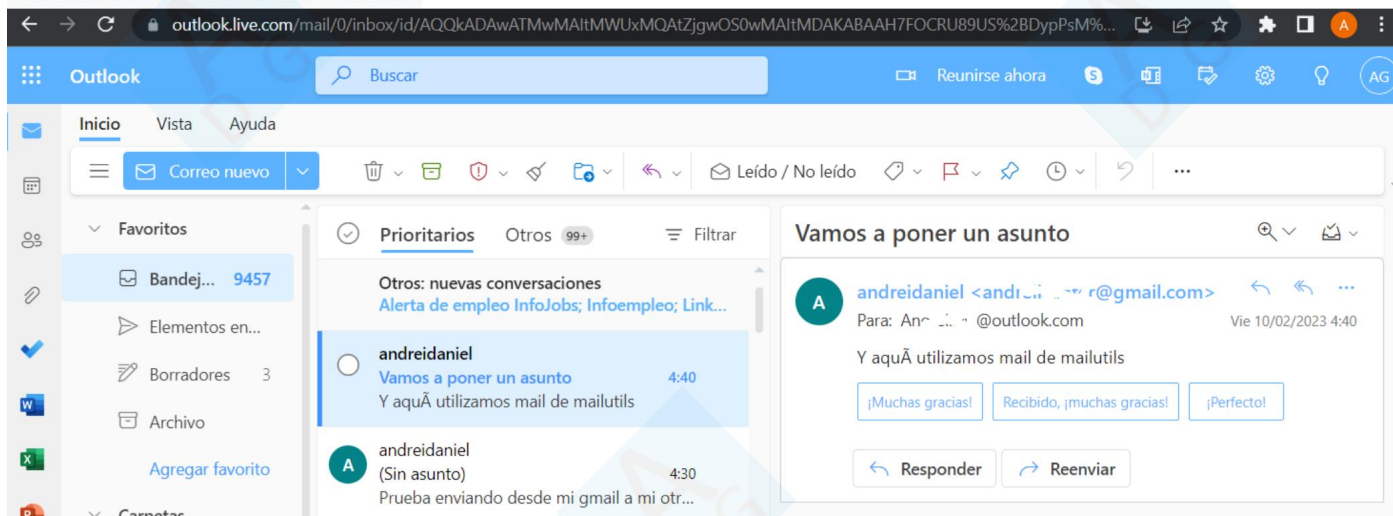 outlook.live.com/mail/0/inbox/id/AQQkADAwATMwMAItMWUxMQAtZjgwOS0wMAItMDAKABAAH7FOCRU89US%2BDypPsM%...
A
Outlook
Buscar
Reunirse ahora
AG
Inicio Vista Ayuda
Correo nuevo
Leído / No leído
...
Favoritos
Bandej... 9457
Elementos en...
Borradores 3
Archivo
Agregar favorito
Carpetas
Prioritarios Otros 99+ Filtrar
Otros: nuevas conversaciones
Alerta de empleo InfoJobs; Infoempleo; Link...
andreidaniel
Vamos a poner un asunto 4:40
Y aquÃ utilizamos mail de mailutils
A
andreidaniel
(Sin asunto) 4:30
Prueba enviando desde mi gmail a mi otr...
Vamos a poner un asunto
A
andreidaniel r@gmail.com>
Para: @outlook.com Vie 10/02/2023 4:40
Y aquÃ utilizamos mail de mailutils
¡Muchas gracias! Recibido, ¡muchas gracias! ¡Perfecto!
Responder Reenviar